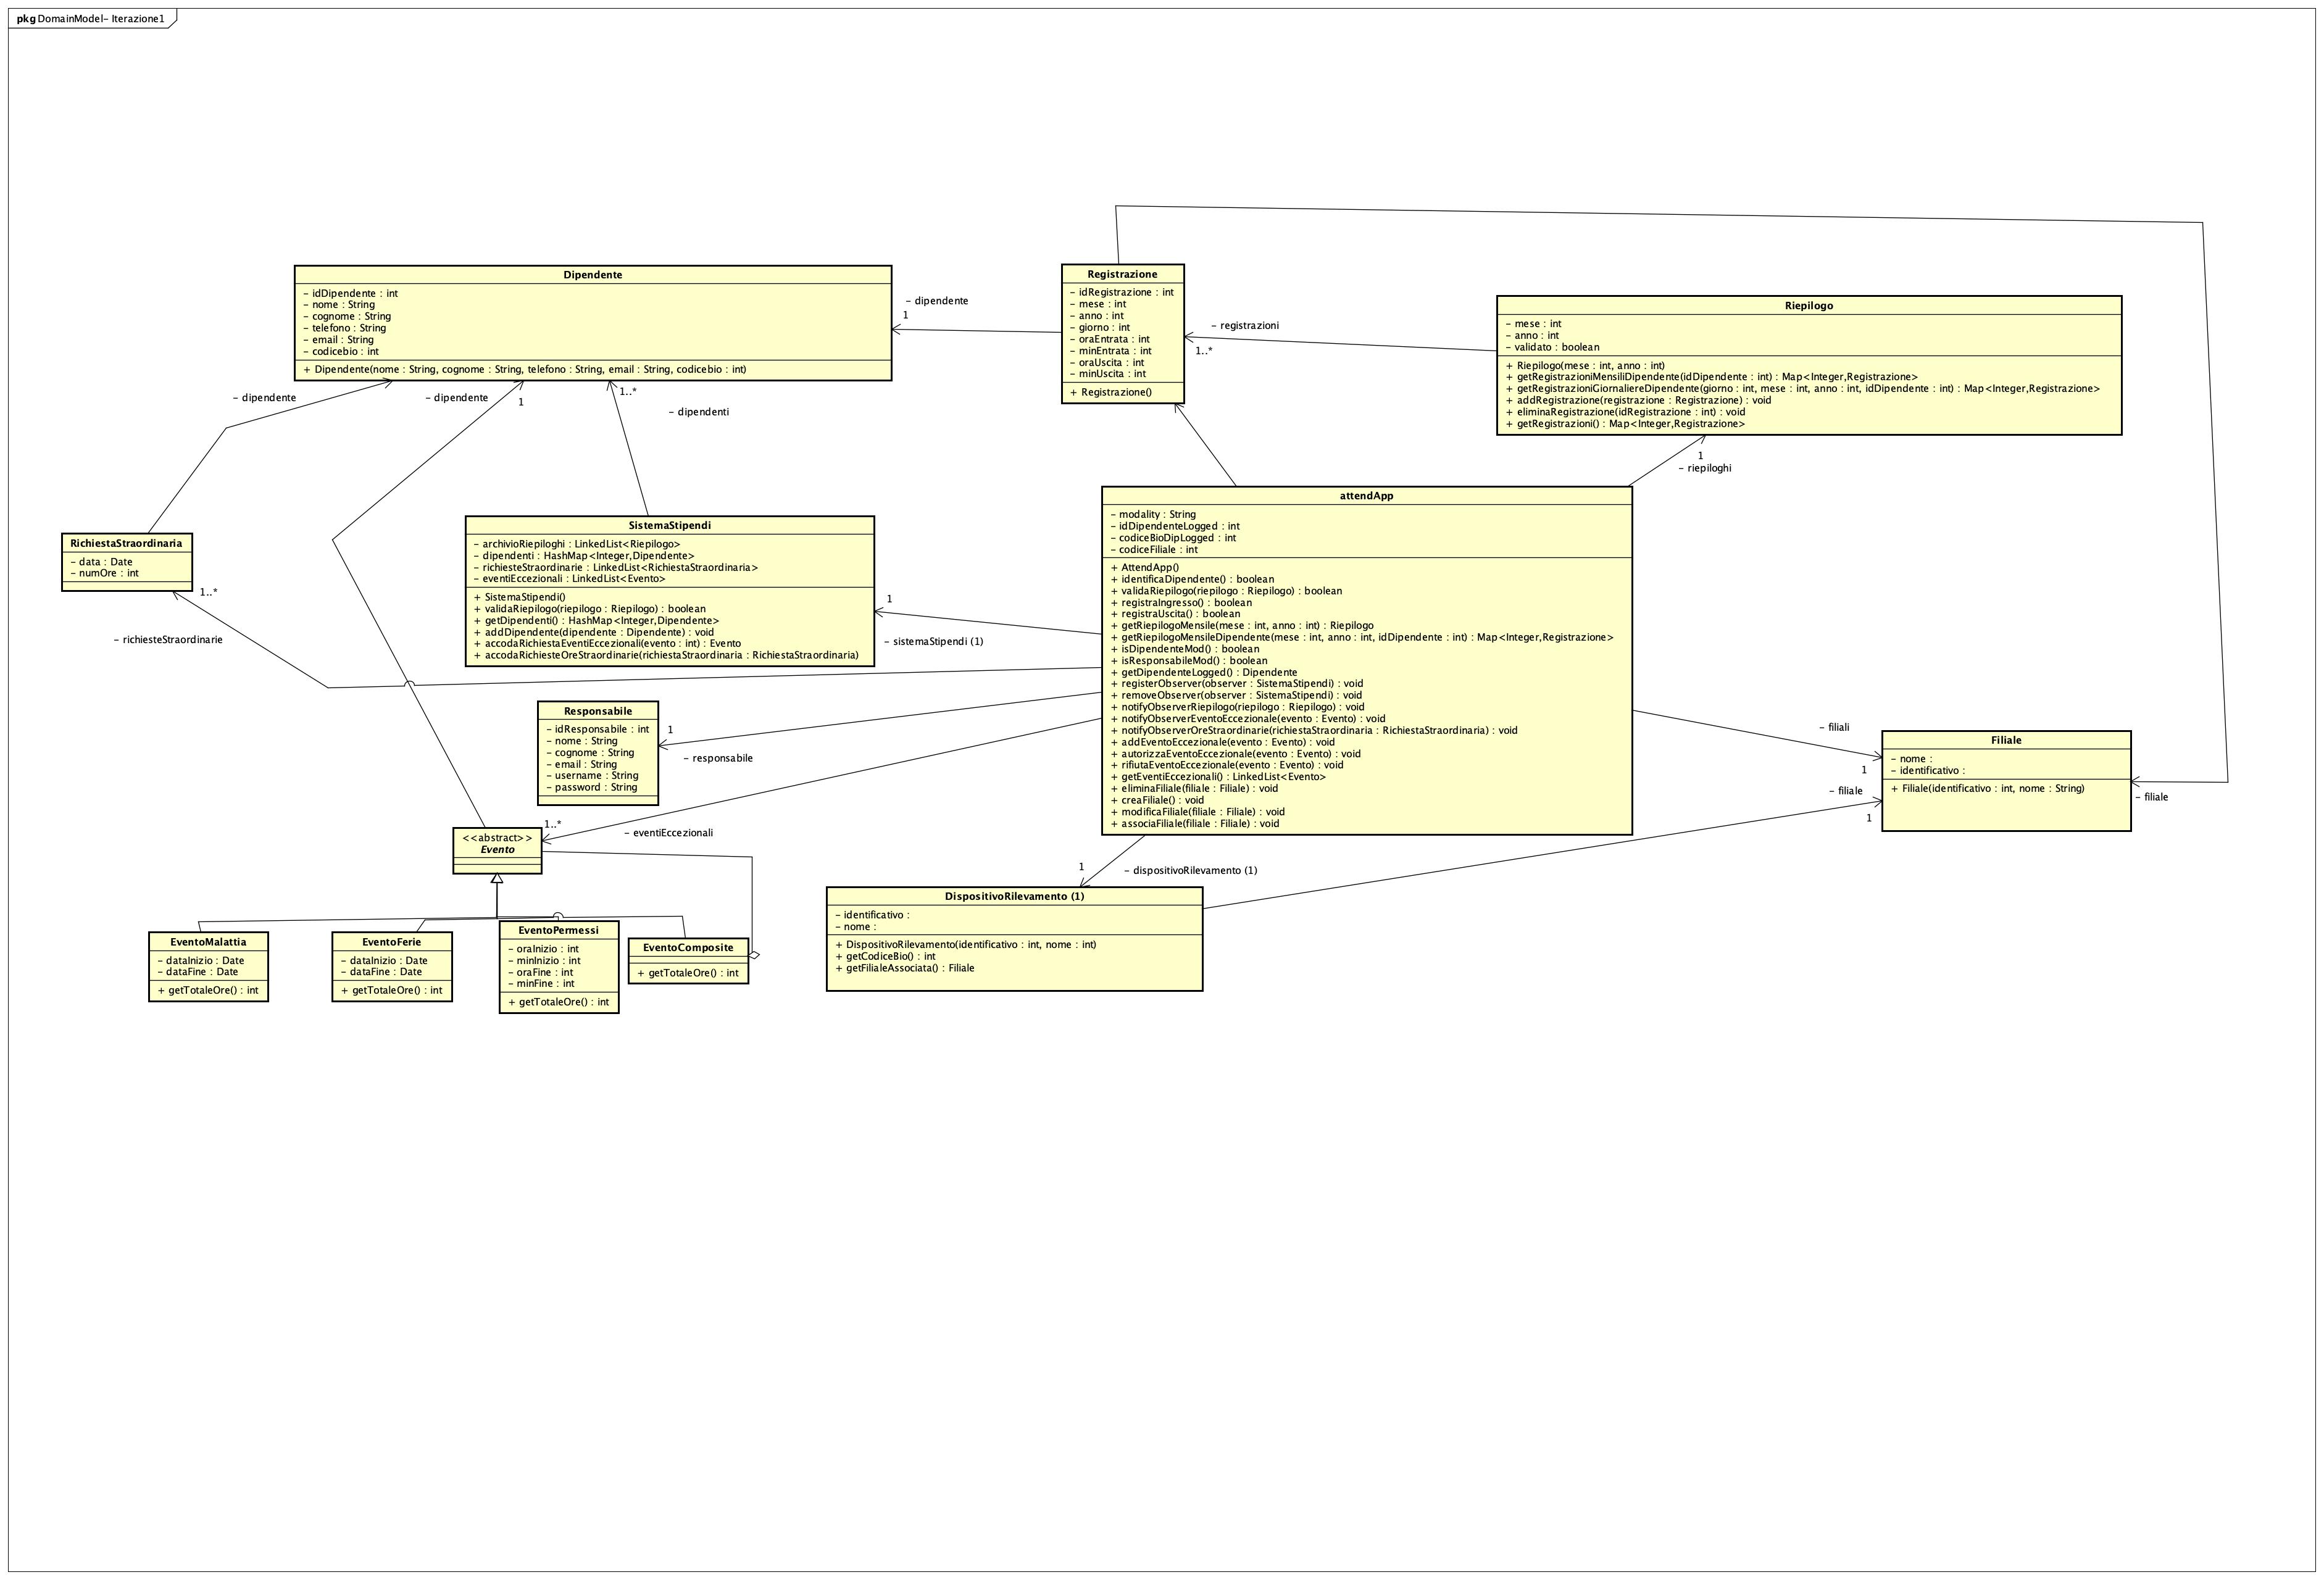 pkg DomainModel- Iterazione1
Dipendente
- idDipendente : int
- nome : String
- cognome : String
- telefono : String
- email : String
- codicebio : int
+ Dipendente(nome : String, cognome : String, telefono : String, email : String, codicebio : int)
- dipendente
1
Registrazione
- idRegistrazione : int
- mese : int
- anno : int
- giorno : int
- oraEntrata : int
- minEntrata : int
- oraUscita : int
- minUscita : int
+ Registrazione()
- registrazioni
1..*
Riepilogo
- mese : int
- anno : int
- validato : boolean
+ Riepilogo(mese : int, anno : int)
+ getRegistrazioniMensiliDipendente(idDipendente : int) : Map<Integer,Registrazione>
+ getRegistrazioniGiornaliereDipendente(giorno : int, mese : int, anno : int, idDipendente : int) : Map<Integer,Registrazione>
+ addRegistrazione(registrazione : Registrazione) : void
+ eliminaRegistrazione(idRegistrazione : int) : void
+ getRegistrazioni() : Map<Integer,Registrazione>
- dipendente
- dipendente
1
1..*
- dipendenti
1
- riepiloghi
RichiestaStraordinaria
- data : Date
- numOre : int
1..*
- richiesteStraordinarie
SistemaStipendi
- archivioRiepiloghi : LinkedList<Riepilogo>
- dipendenti : HashMap<Integer,Dipendente>
- richiesteStraordinarie : LinkedList<RichiestaStraordinaria>
- eventiEccezionali : LinkedList<Evento>
+ SistemaStipendi()
+ validaRiepilogo(riepilogo : Riepilogo) : boolean
+ getDipendenti() : HashMap<Integer,Dipendente>
+ addDipendente(dipendente : Dipendente) : void
+ accodaRichiestaEventiEccezionali(evento : int) : Evento
+ accodaRichiesteOreStraordinarie(richiestaStraordinaria : RichiestaStraordinaria)
1
- sistemaStipendi (1)
attendApp
- modality : String
- idDipendenteLogged : int
- codiceBioDipLogged : int
- codiceFiliale : int
+ AttendApp()
+ identificaDipendente() : boolean
+ validaRiepilogo(riepilogo : Riepilogo) : boolean
+ registraIngresso() : boolean
+ registraUscita() : boolean
+ getRiepilogoMensile(mese : int, anno : int) : Riepilogo
+ getRiepilogoMensileDipendente(mese : int, anno : int, idDipendente : int) : Map<Integer,Registrazione>
+ isDipendenteMod() : boolean
+ isResponsabileMod() : boolean
+ getDipendenteLogged() : Dipendente
+ registerObserver(observer : SistemaStipendi) : void
+ removeObserver(observer : SistemaStipendi) : void
+ notifyObserverRiepilogo(riepilogo : Riepilogo) : void
+ notifyObserverEventoEccezionale(evento : Evento) : void
+ notifyObserverOreStraordinarie(richiestaStraordinaria : RichiestaStraordinaria) : void
+ addEventoEccezionale(evento : Evento) : void
+ autorizzaEventoEccezionale(evento : Evento) : void
+ rifiutaEventoEccezionale(evento : Evento) : void
+ getEventiEccezionali() : LinkedList<Evento>
+ eliminaFiliale(filiale : Filiale) : void
+ creaFiliale() : void
+ modificaFiliale(filiale : Filiale) : void
+ associaFiliale(filiale : Filiale) : void
Responsabile
- idResponsabile : int
- nome : String
- cognome : String
- email : String
- username : String
- password : String
1
- responsabile
- filiali
1
Filiale
- nome :
- identificativo :
+ Filiale(identificativo : int, nome : String)
- filiale
1
- filiale
1..*
- eventiEccezionali
<<abstract>>
Evento
1
- dispositivoRilevamento (1)
DispositivoRilevamento (1)
- identificativo :
- nome :
+ DispositivoRilevamento(identificativo : int, nome : int)
+ getCodiceBio() : int
+ getFilialeAssociata() : Filiale
EventoMalattia
- dataInizio : Date
- dataFine : Date
+ getTotaleOre() : int
EventoFerie
- dataInizio : Date
- dataFine : Date
+ getTotaleOre() : int
EventoPermessi
- oraInizio : int
- minInizio : int
- oraFine : int
- minFine : int
+ getTotaleOre() : int
EventoComposite
+ getTotaleOre() : int